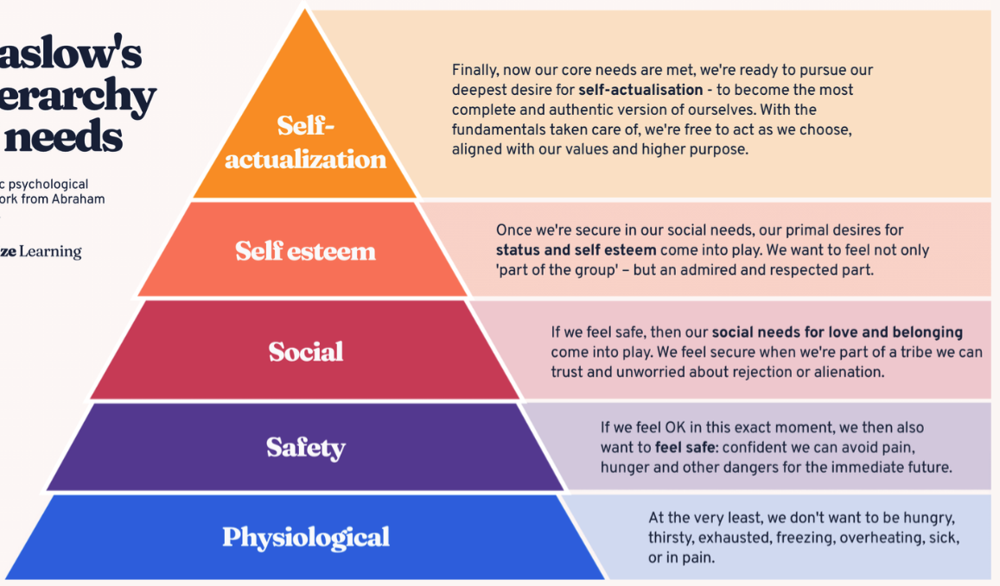 aslow's
erarchy
needs
c psychological
ork from Abraham
ze Learning
Self-
actualization
Finally, now our core needs are met, we're ready to pursue our
deepest desire for self-actualisation - to become the most
complete and authentic version of ourselves. With the
fundamentals taken care of, we're free to act as we choose,
aligned with our values and higher purpose.
Self esteem
Once we're secure in our social needs, our primal desires for
status and self esteem come into play. We want to feel not only
'part of the group' – but an admired and respected part.
Social
If we feel safe, then our social needs for love and belonging
come into play. We feel secure when we're part of a tribe we can
trust and unworried about rejection or alienation.
Safety
If we feel OK in this exact moment, we then also
want to feel safe: confident we can avoid pain,
hunger and other dangers for the immediate future.
Physiological
At the very least, we don't want to be hungry,
thirsty, exhausted, freezing, overheating, sick,
or in pain.